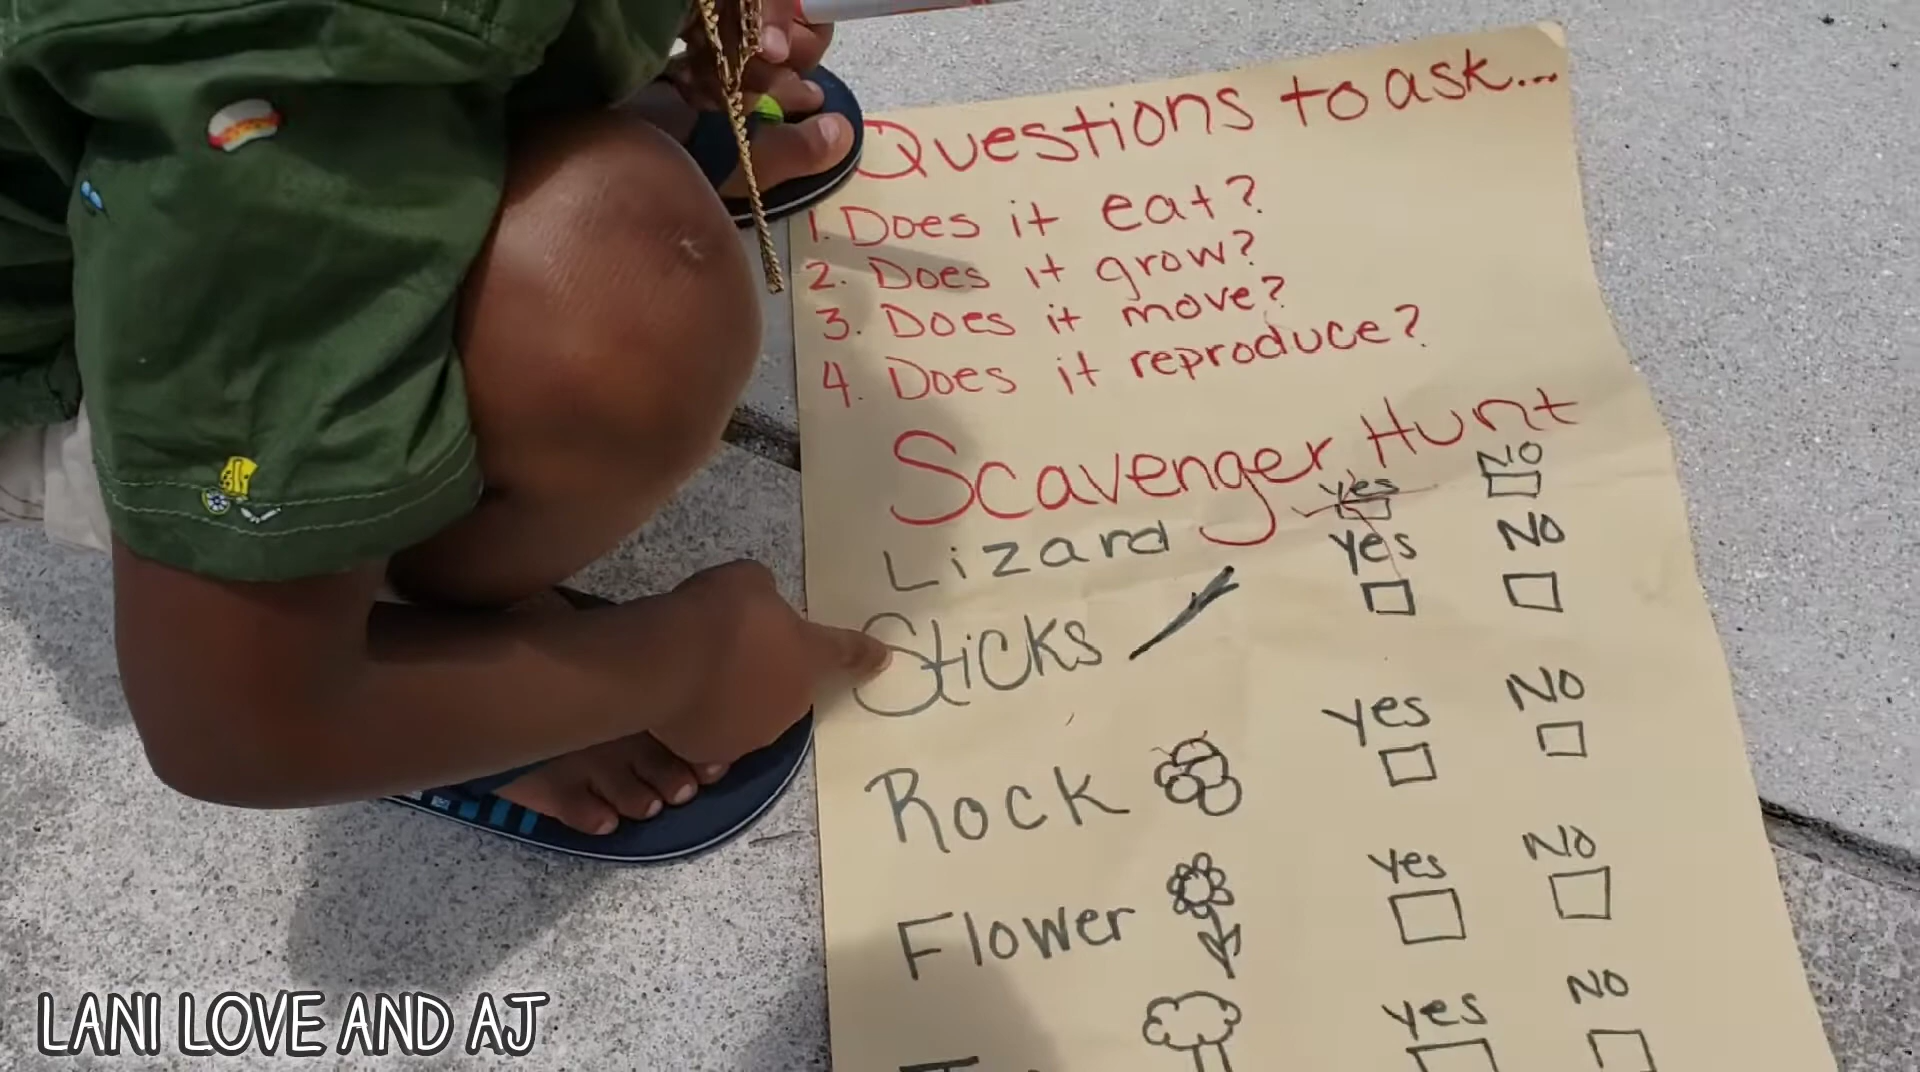 Questions to ask...
1. Does it eat?
2. Does it grow?
3. Does it move?
4. Does it reproduce?
Scavenger Hunt
Lizard yes No
Sticks yes No
Rock yes No
Flower yes No
yes No
LANI LOVE AND AJ